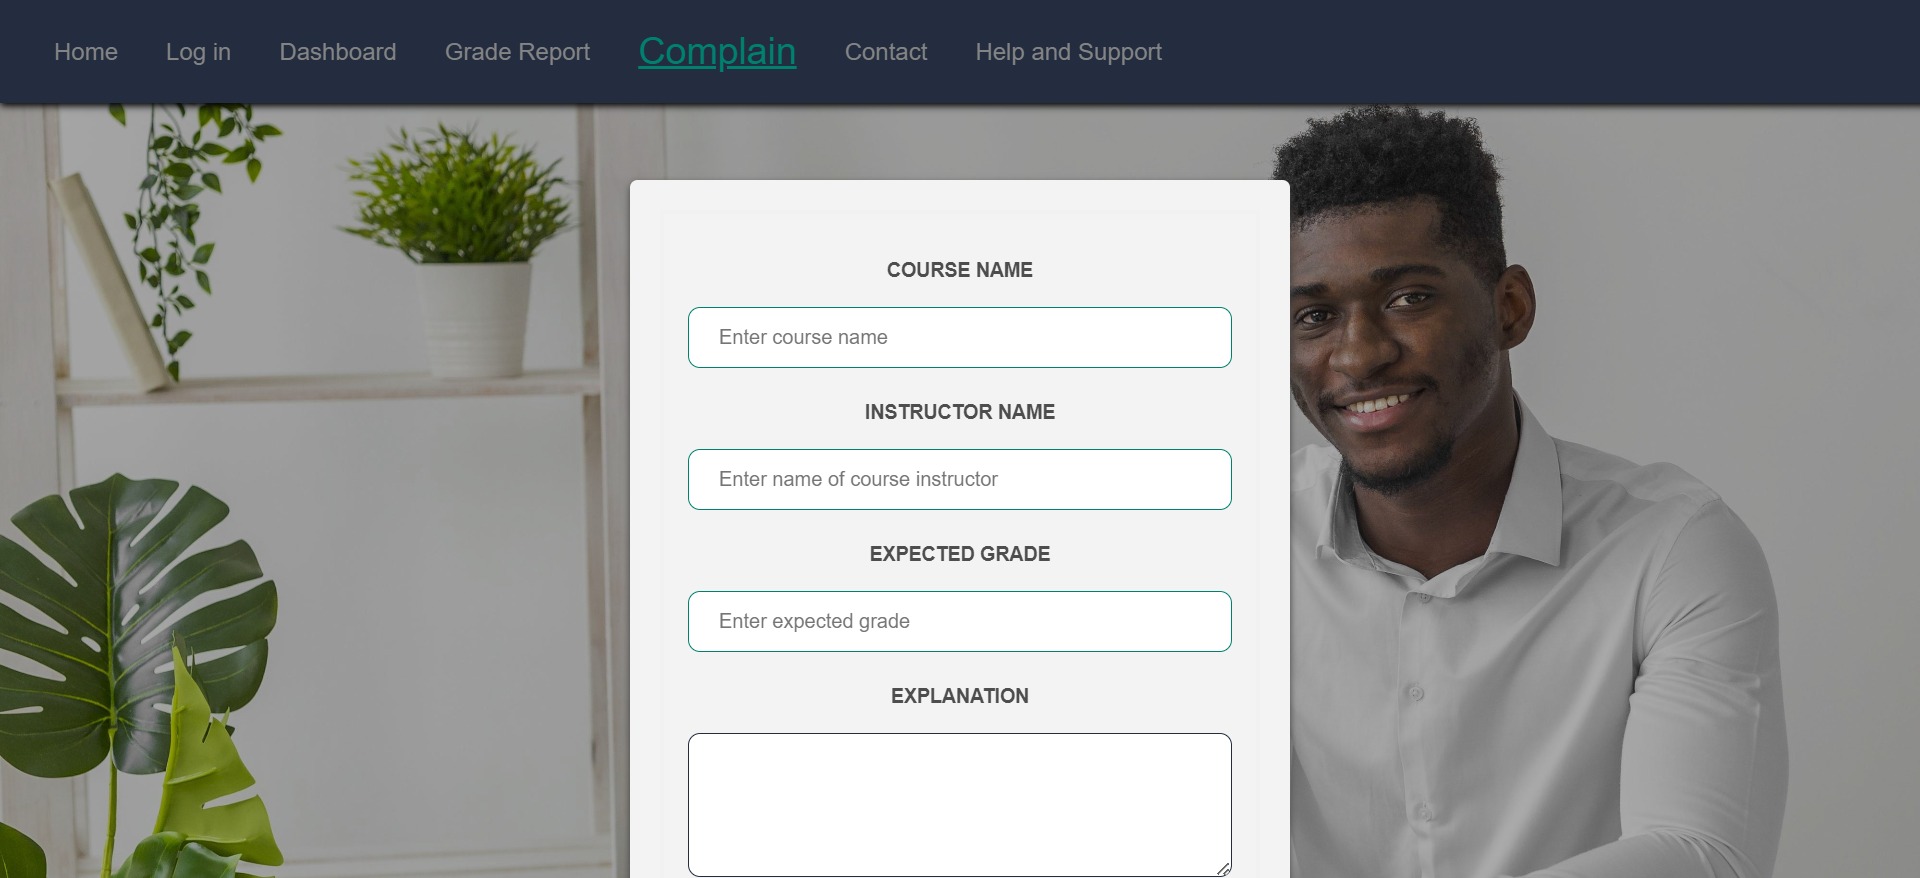 Home Log in Dashboard Grade Report Complain Contact Help and Support
COURSE NAME
Enter course name
INSTRUCTOR NAME
Enter name of course instructor
EXPECTED GRADE
Enter expected grade
EXPLANATION